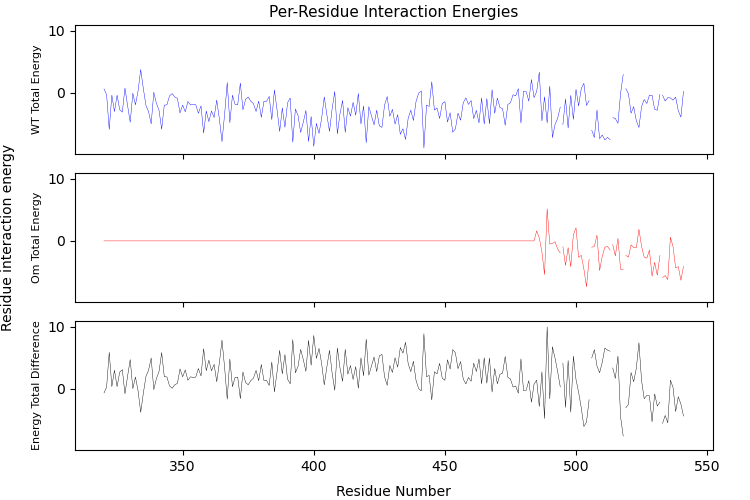 Per-Residue Interaction Energies
10
0
WT Total Energy
10
0
Om Total Energy
Residue interaction energy
10
0
Energy Total Difference
350
400
450
500
550
Residue Number